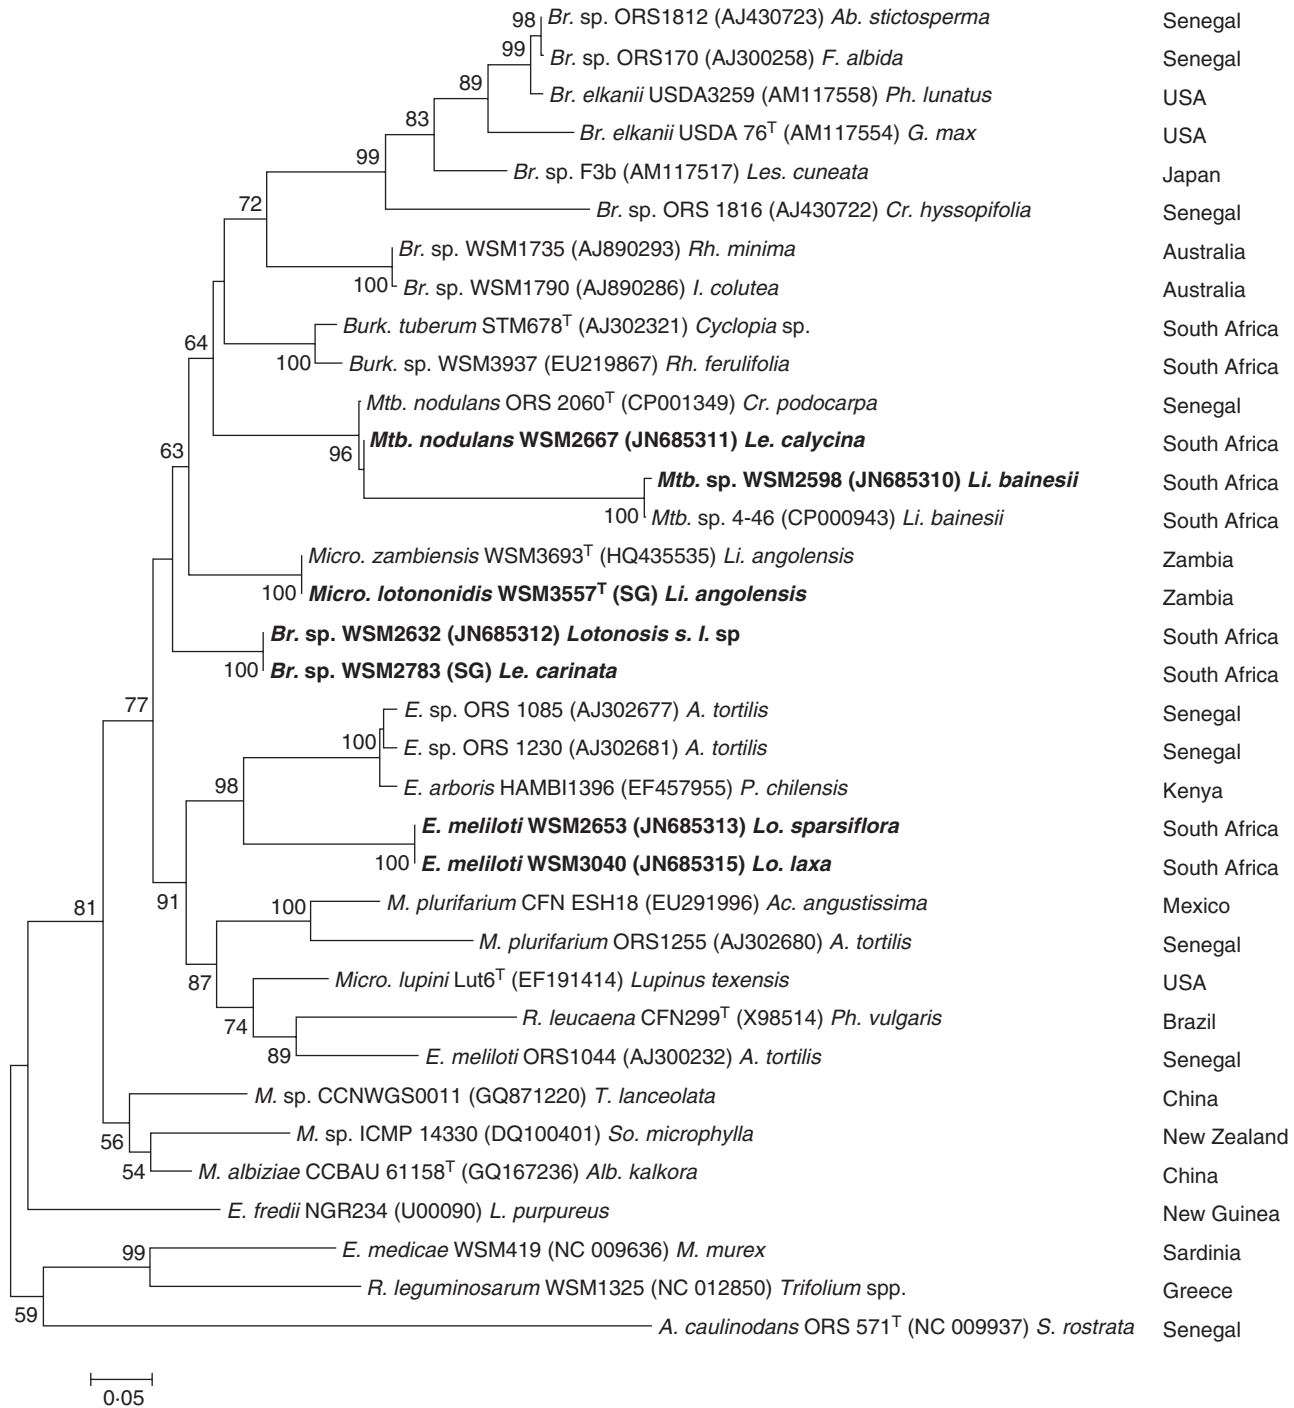 98 Br. sp. ORS1812 (AJ430723) Ab. stictosperma Senegal
99 Br. sp. ORS170 (AJ300258) F. albida Senegal
89 Br. elkanii USDA3259 (AM117558) Ph. lunatus USA
83 Br. elkanii USDA 76T (AM117554) G. max USA
99 Br. sp. F3b (AM117517) Les. cuneata Japan
72 Br. sp. ORS 1816 (AJ430722) Cr. hyssopifolia Senegal
Br. sp. WSM1735 (AJ890293) Rh. minima Australia
100 Br. sp. WSM1790 (AJ890286) I. colutea Australia
Burk. tuberum STM678T (AJ302321) Cyclopia sp. South Africa
64 100 Burk. sp. WSM3937 (EU219867) Rh. ferulifolia South Africa
Mtb. nodulans ORS 2060T (CP001349) Cr. podocarpa Senegal
63 96 Mtb. nodulans WSM2667 (JN685311) Le. calycina South Africa
Mtb. sp. WSM2598 (JN685310) Li. bainesii South Africa
100 Mtb. sp. 4-46 (CP000943) Li. bainesii South Africa
Micro. zambiensis WSM3693T (HQ435535) Li. angolensis Zambia
100 Micro. lotononidis WSM3557T (SG) Li. angolensis Zambia
Br. sp. WSM2632 (JN685312) Lotonosis s. l. sp South Africa
100 Br. sp. WSM2783 (SG) Le. carinata South Africa
77 E. sp. ORS 1085 (AJ302677) A. tortilis Senegal
100 E. sp. ORS 1230 (AJ302681) A. tortilis Senegal
98 E. arboris HAMBI1396 (EF457955) P. chilensis Kenya
E. meliloti WSM2653 (JN685313) Lo. sparsiflora South Africa
100 E. meliloti WSM3040 (JN685315) Lo. laxa South Africa
81 91 100 M. plurifarium CFN ESH18 (EU291996) Ac. angustissima Mexico
M. plurifarium ORS1255 (AJ302680) A. tortilis Senegal
87 Micro. lupini Lut6T (EF191414) Lupinus texensis USA
74 R. leucaena CFN299T (X98514) Ph. vulgaris Brazil
89 E. meliloti ORS1044 (AJ300232) A. tortilis Senegal
M. sp. CCNWGS0011 (GQ871220) T. lanceolata China
56 M. sp. ICMP 14330 (DQ100401) So. microphylla New Zealand
54 M. albiziae CCBAU 61158T (GQ167236) Alb. kalkora China
E. fredii NGR234 (U00090) L. purpureus New Guinea
99 E. medicae WSM419 (NC 009636) M. murex Sardinia
R. leguminosarum WSM1325 (NC 012850) Trifolium spp. Greece
59 A. caulinodans ORS 571T (NC 009937) S. rostrata Senegal
0·05